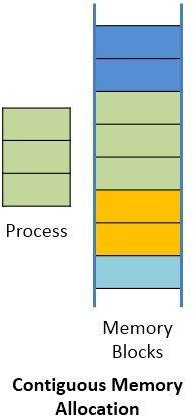 Process
Memory
Blocks
Contiguous Memory
Allocation